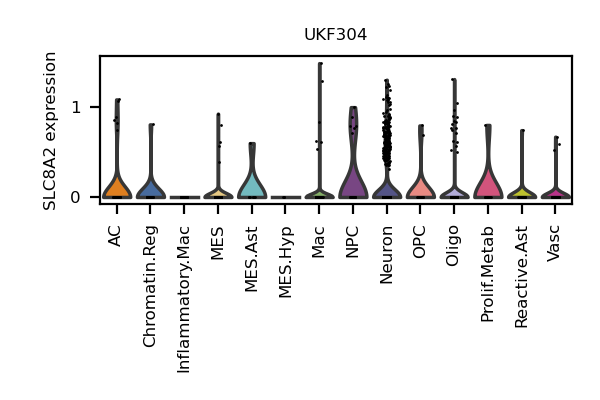 UKF304
SLC8A2 expression
1
0
AC
Chromatin.Reg
Inflammatory.Mac
MES
MES.Ast
MES.Hyp
Mac
NPC
Neuron
OPC
Oligo
Prolif.Metab
Reactive.Ast
Vasc